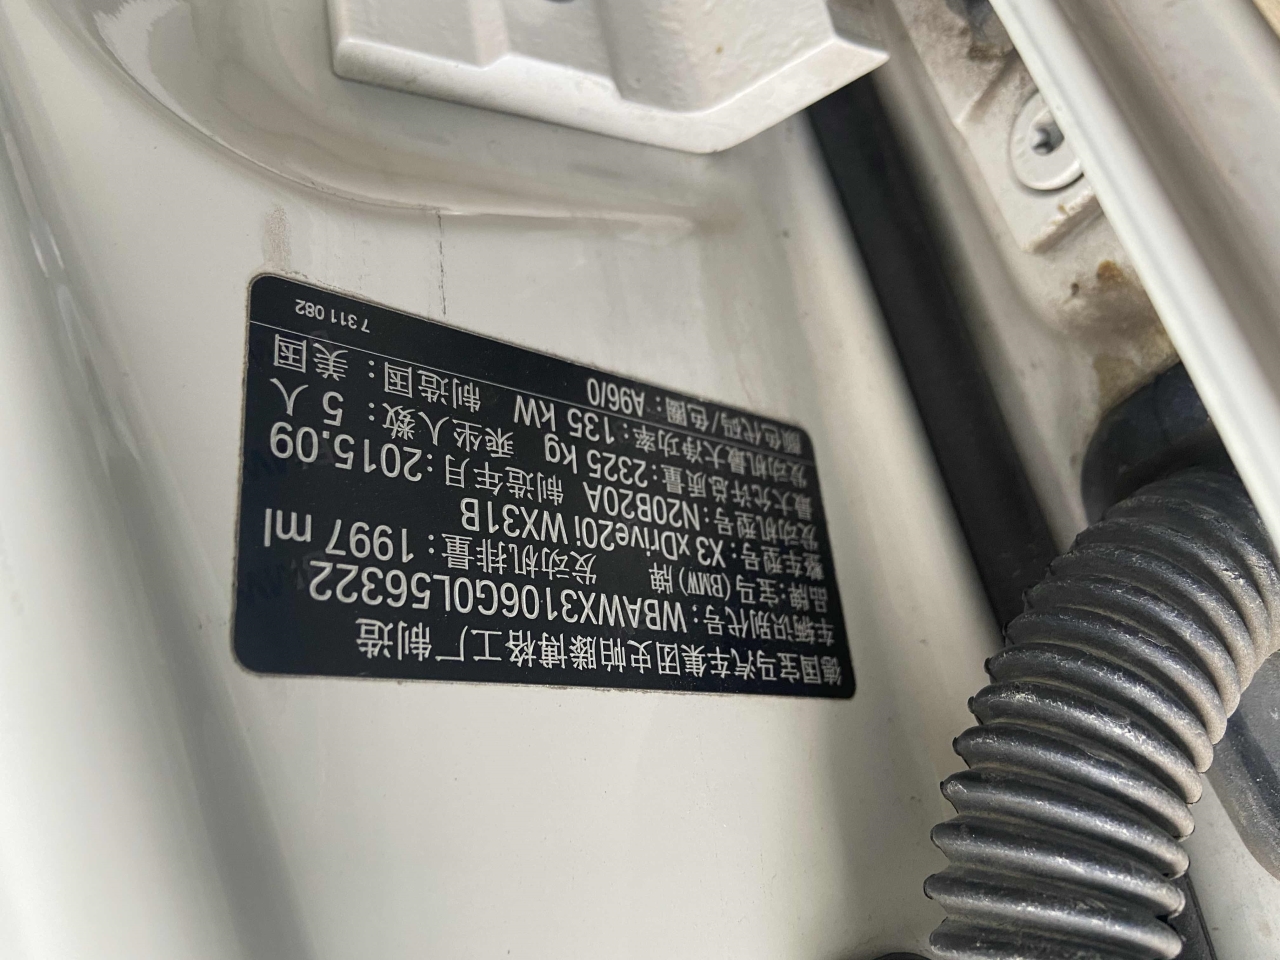 德国宝马汽车集团史帕滕博格工厂 制造
车辆识别代号：WBAWX3106G0L56322
品牌：宝马 (BMW) 牌 发动机排量：1997 ml
整车型号：X3 xDrive20i WX31B
发动机型号：N20B20A 制造年月：2015.09
最大允许总质量：2325 kg 乘坐人数：5 人
发动机最大净功率：135 kW 制造国：美国
颜色代码/色圈：A96/0
7 311 082